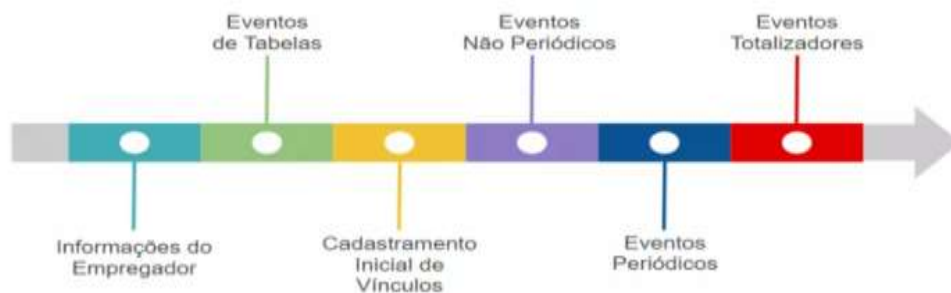 Eventos
de Tabelas
Eventos
Não Periódicos
Eventos
Totalizadores
Informações do
Empregador
Cadastramento
Inicial de
Vínculos
Eventos
Periódicos